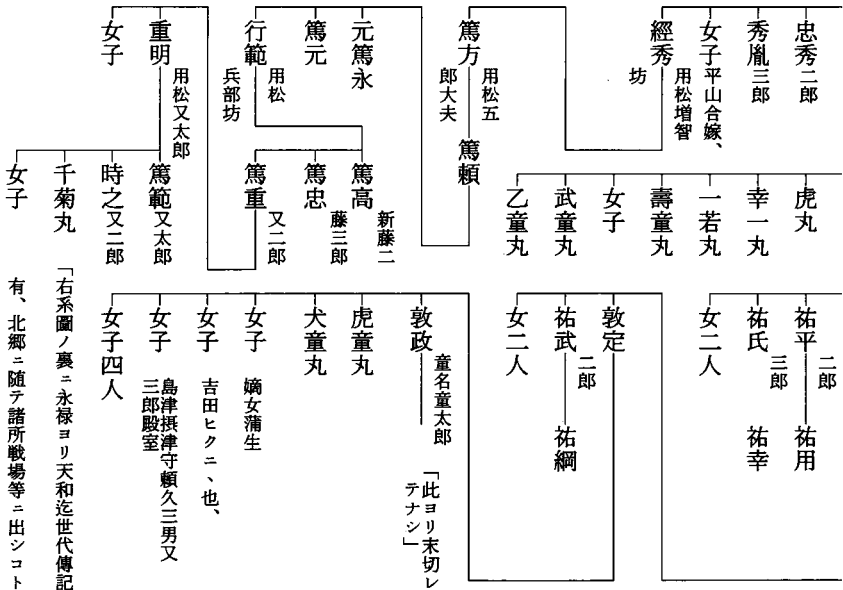 忠秀 二郎
秀胤 三郎
女子 平山合嫁、
經秀 用松増智坊
篤方 用松五郎大夫
篤頼
元篤永
篤元
行範 用松兵部坊
篤高 新藤二
篤忠 藤三郎
篤重 又二郎
重明 用松又太郎
女子
篤範 又太郎
時之 又二郎
千菊丸
女子
虎丸
幸一丸
一若丸
壽童丸
女子
武童丸
乙童丸
祐平 二郎
祐用
祐氏 三郎
祐幸
女二人
敦定
祐武 二郎
祐綱
女二人
敦政 童名童太郎
「此ヨリ末切レ
テナシ」
虎童丸
犬童丸
女子 嫡女蒲生
女子 吉田ヒクニ、也、
女子 島津摂津守頼久三男又
三郎殿室
女子四人
「右系圖ノ裏ニ永禄ヨリ天和迄世代傳記
有、北郷ニ随テ諸所戦場等ニ出シコト